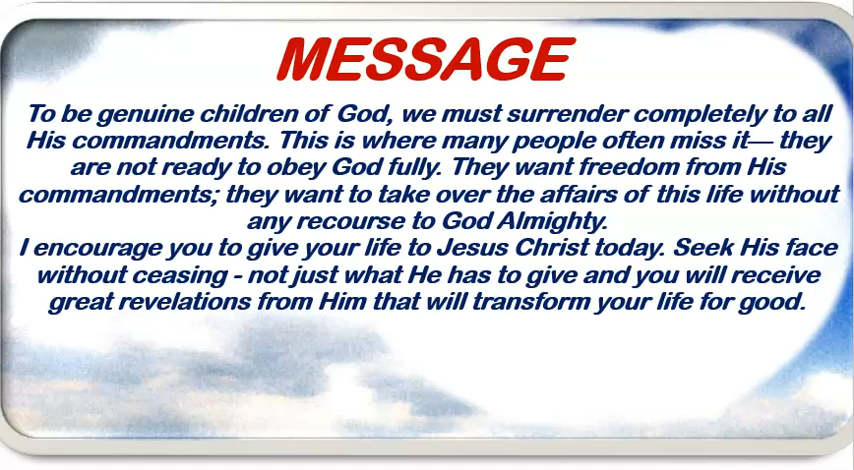 MESSAGE
To be genuine children of God, we must surrender completely to all
His commandments. This is where many people often miss it— they
are not ready to obey God fully. They want freedom from His
commandments; they want to take over the affairs of this life without
any recourse to God Almighty.
I encourage you to give your life to Jesus Christ today. Seek His face
without ceasing - not just what He has to give and you will receive
great revelations from Him that will transform your life for good.